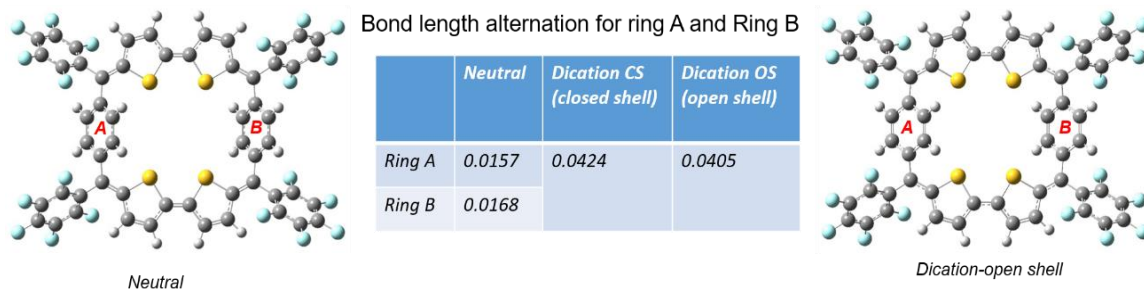 Bond length alternation for ring A and Ring B
Neutral
Dication CS
(closed shell)
Dication OS
(open shell)
Ring A
0.0157
0.0424
0.0405
Ring B
0.0168
A
B
Neutral
A
B
Dication-open shell